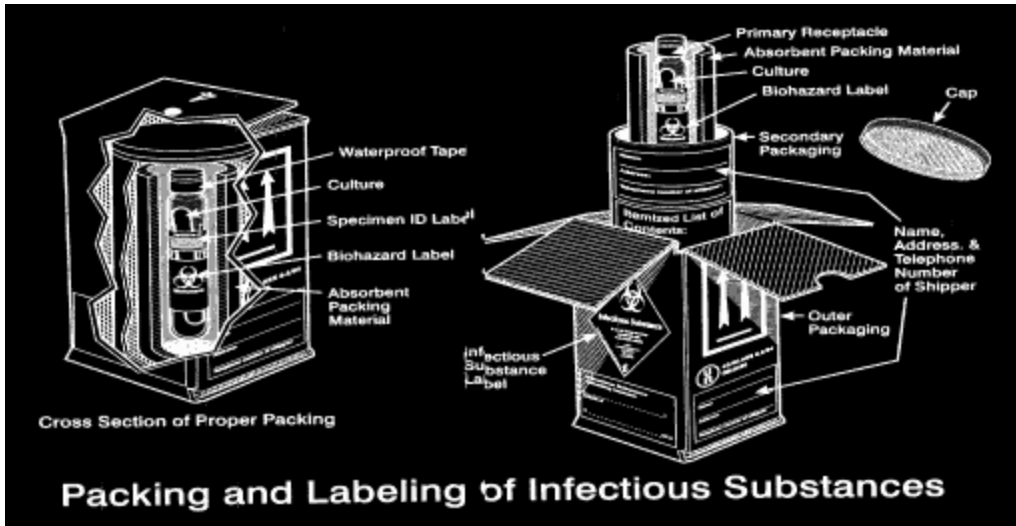 Waterproof Tape
Culture
Specimen ID Label
Biohazard Label
Absorbent
Packing
Material
Cross Section of Proper Packing
Primary Receptacle
Absorbent Packing Material
Culture
Biohazard Label
Cap
Secondary
Packaging
Itemized List of
Contents:
Name,
Address. &
Telephone
Number
of Shipper
Outer
Packaging
Infectious Substance
Infectious
Substance
Label
Packing and Labeling of Infectious Substances